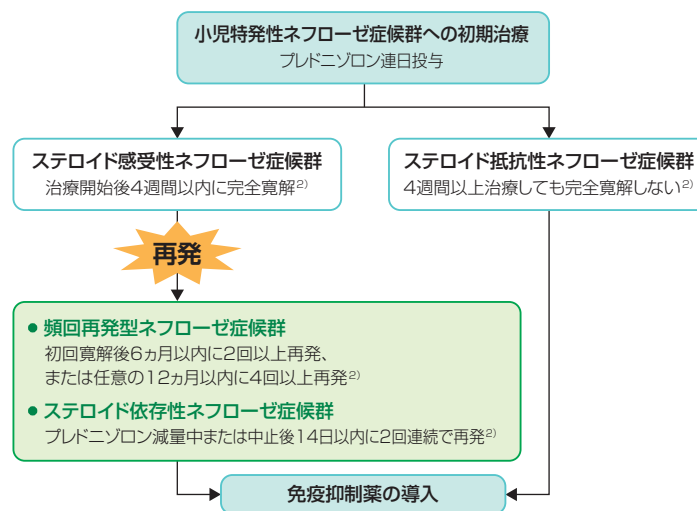 小児特発性ネフローゼ症候群への初期治療
プレドニゾロン連日投与
ステロイド感受性ネフローゼ症候群
治療開始後4週間以内に完全寛解2)
ステロイド抵抗性ネフローゼ症候群
4週間以上治療しても完全寛解しない2)
再発
● 頻回再発型ネフローゼ症候群
初回寛解後6ヵ月以内に2回以上再発、
または任意の12ヵ月以内に4回以上再発2)
● ステロイド依存性ネフローゼ症候群
プレドニゾロン減量中または中止後14日以内に2回連続で再発2)
免疫抑制薬の導入